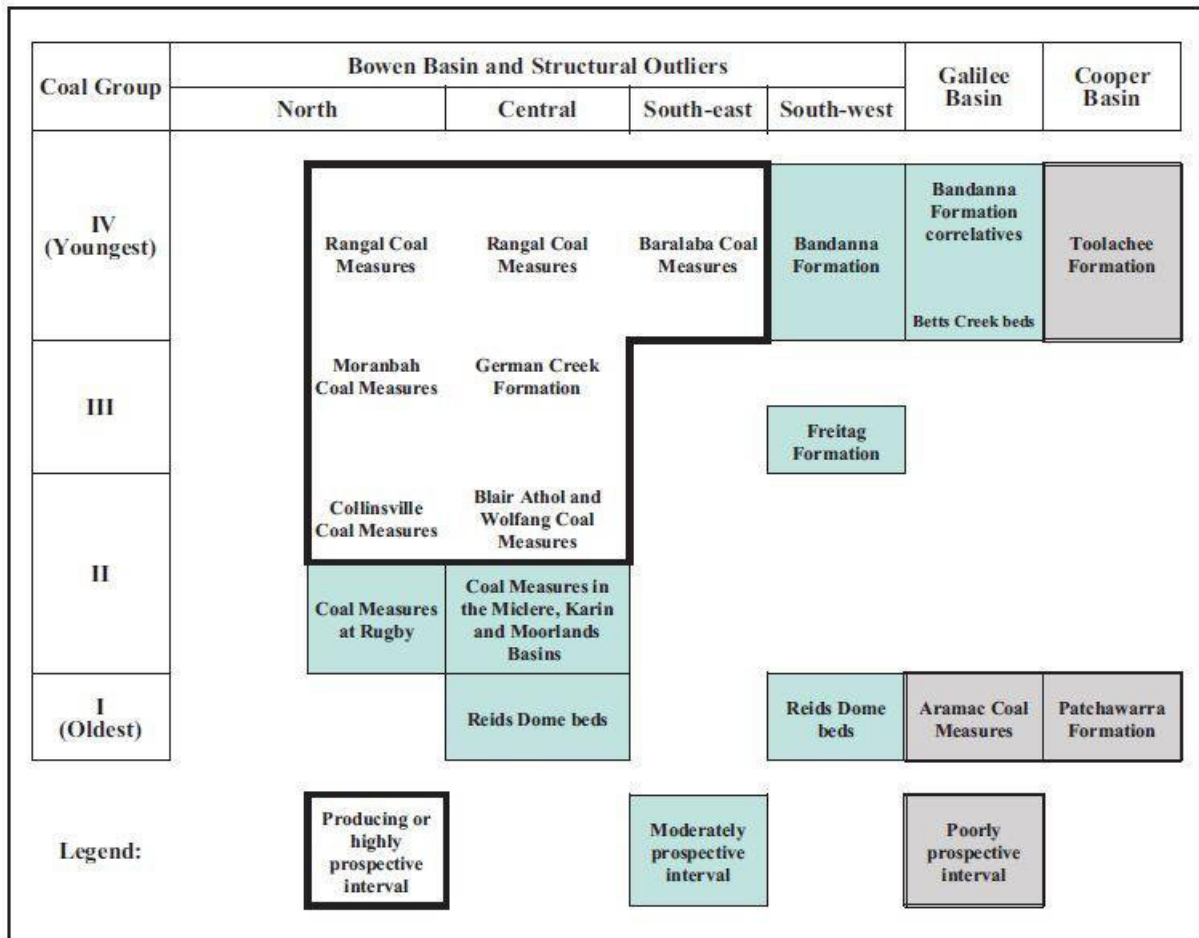 Coal Group
Bowen Basin and Structural Outliers
Galilee
Basin
Cooper
Basin
North
Central
South-east
South-west
IV
(Youngest)
Rangal Coal
Measures
Rangal Coal
Measures
Baralaba Coal
Measures
Bandanna
Formation
Bandanna
Formation
correlatives
Betts Creek beds
Toolachee
Formation
III
Moranbah
Coal Measures
German Creek
Formation
Freitag
Formation
II
Collinsville
Coal Measures
Blair Athol and
Wolfang Coal
Measures
Coal Measures
at Rugby
Coal Measures in
the Miclere, Karin
and Moorlands
Basins
I
(Oldest)
Reids Dome beds
Reids Dome
beds
Aramac Coal
Measures
Patchawarra
Formation
Legend:
Producing or
highly
prospective
interval
Moderately
prospective
interval
Poorly
prospective
interval